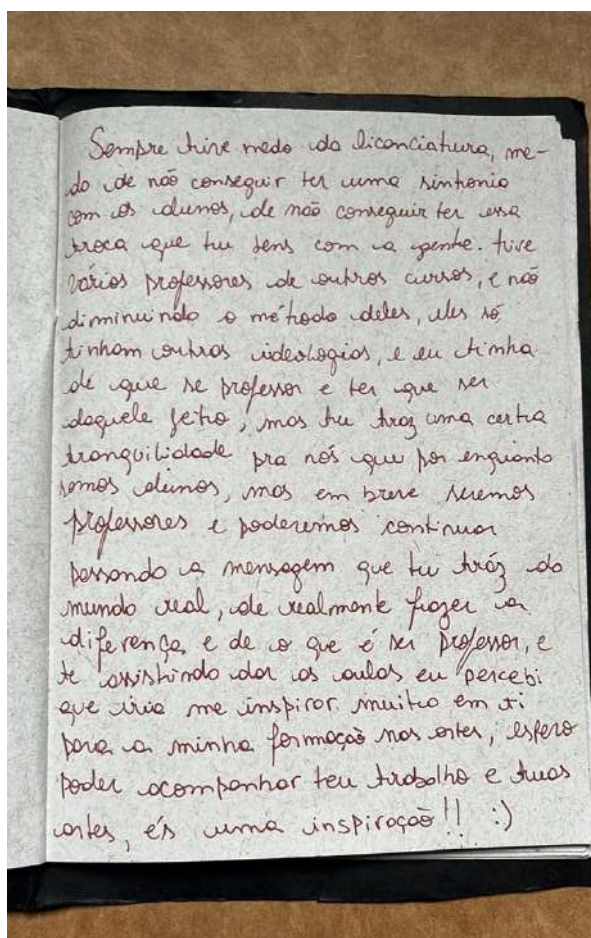 Sempre tive medo da licenciatura, me-
do de não conseguir ter uma sintonia
com os alunos, de não conseguir ter essa
troca que tu tens com a gente. tive
vários professores de outros cursos, e não
diminuindo o método deles, eles só
tinham outras ideologias, e eu tinha
de que se professor e ter que ser
daquele jeito, mas tu traz uma certa
tranquilidade pra nós que por enquanto
somos alunos, mas em breve seremos
professores e poderemos continuar
passando a mensagem que tu tráz do
mundo real, de realmente fazer a
diferença e de o que é ser professor, e
te assistindo dar as aulas eu percebi
que iria me inspirar muito em ti
para a minha formação nas artes, espero
poder acompanhar teu trabalho e tuas
artes, és uma inspiração!! :)